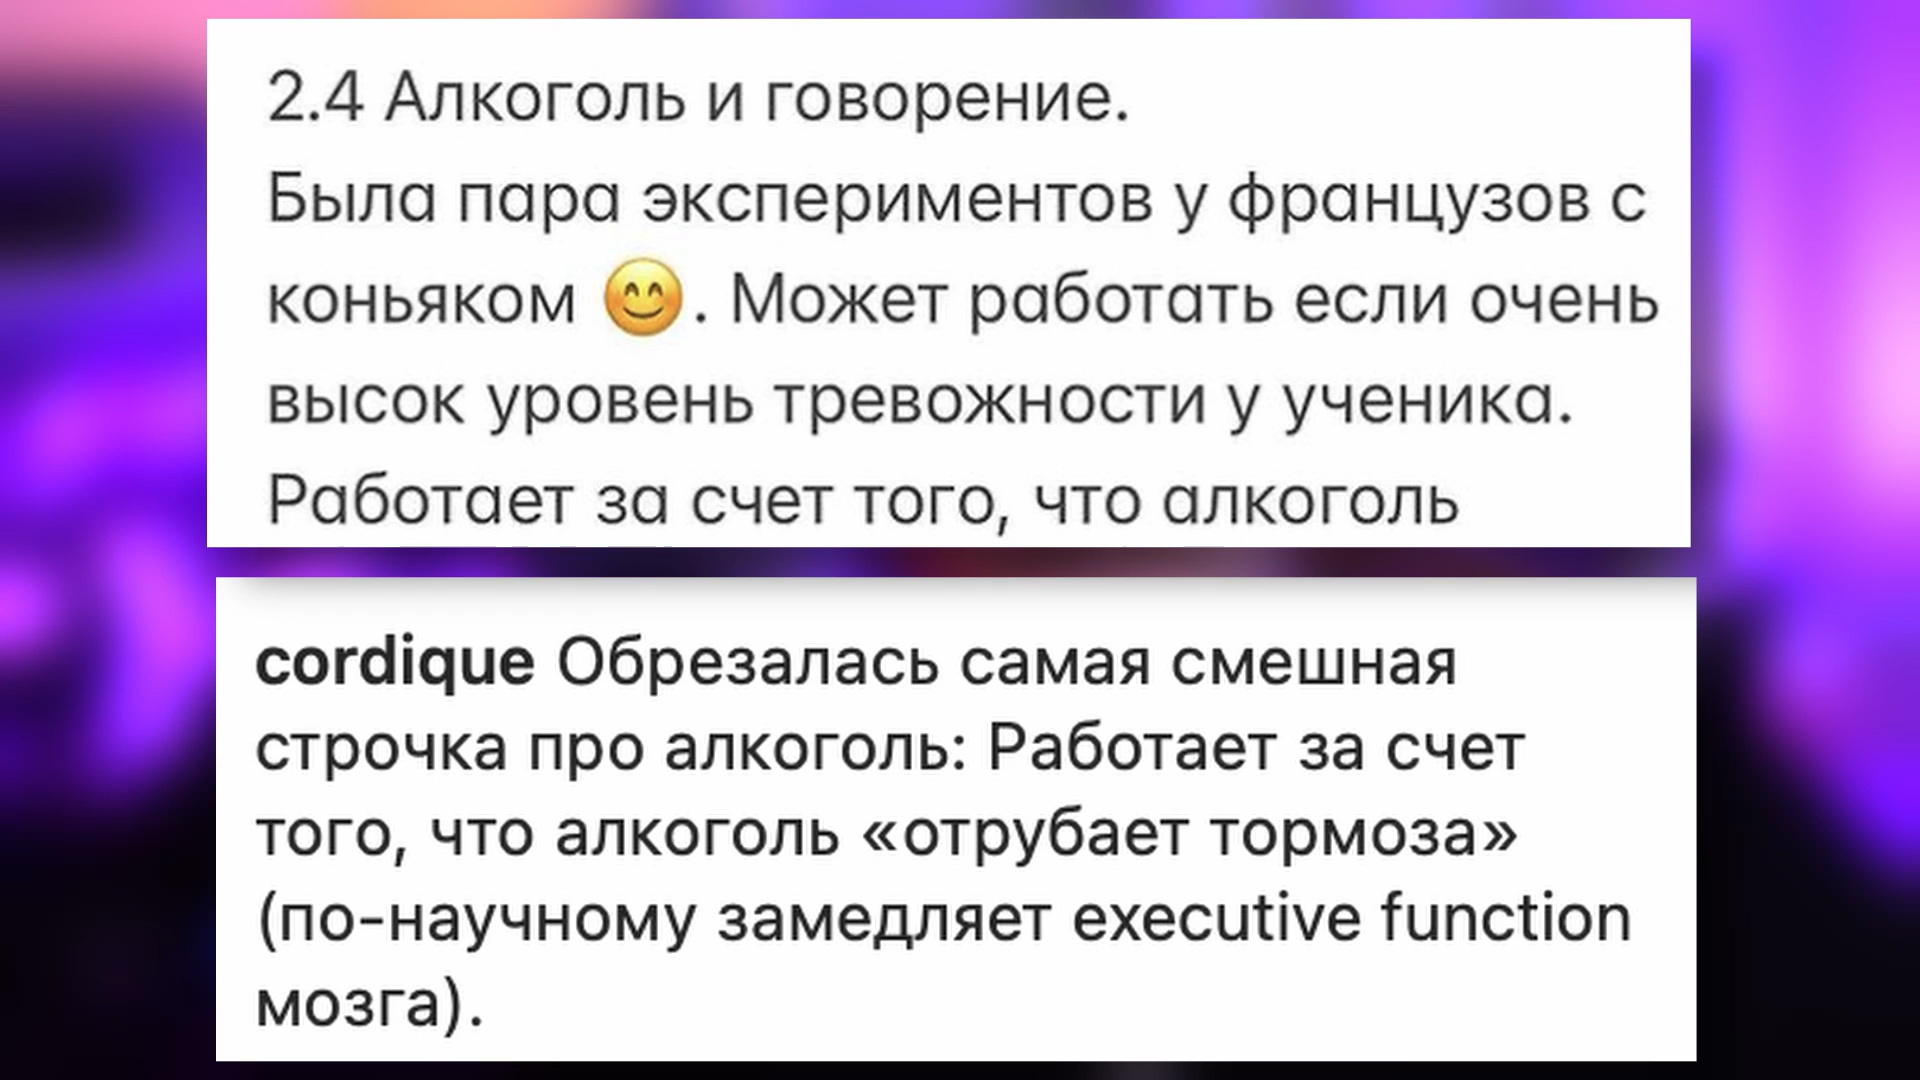 2.4 Алкоголь и говорение.
Была пара экспериментов у французов с
коньяком 😊. Может работать если очень
высок уровень тревожности у ученика.
Работает за счет того, что алкоголь
cordique Обрезалась самая смешная
строчка про алкоголь: Работает за счет
того, что алкоголь «отрубает тормоза»
(по-научному замедляет executive function
мозга).